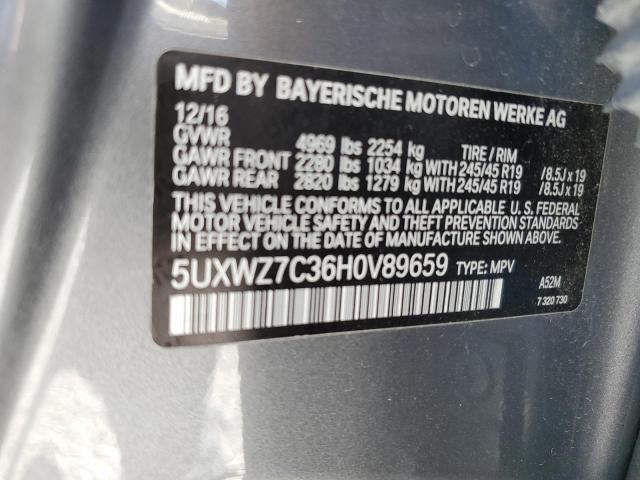 MFD BY BAYERISCHE MOTOREN WERKE AG
12/16
GVWR 4969 lbs 2254 kg TIRE / RIM
GAWR FRONT 2280 lbs 1034 kg WITH 245/45 R19 / 8.5J x 19
GAWR REAR 2820 lbs 1279 kg WITH 245/45 R19 / 8.5J x 19
THIS VEHICLE CONFORMS TO ALL APPLICABLE U. S. FEDERAL
MOTOR VEHICLE SAFETY AND THEFT PREVENTION STANDARDS
IN EFFECT ON THE DATE OF MANUFACTURE SHOWN ABOVE.
5UXWZ7C36H0V89659 TYPE: MPV A52M
7 320 730